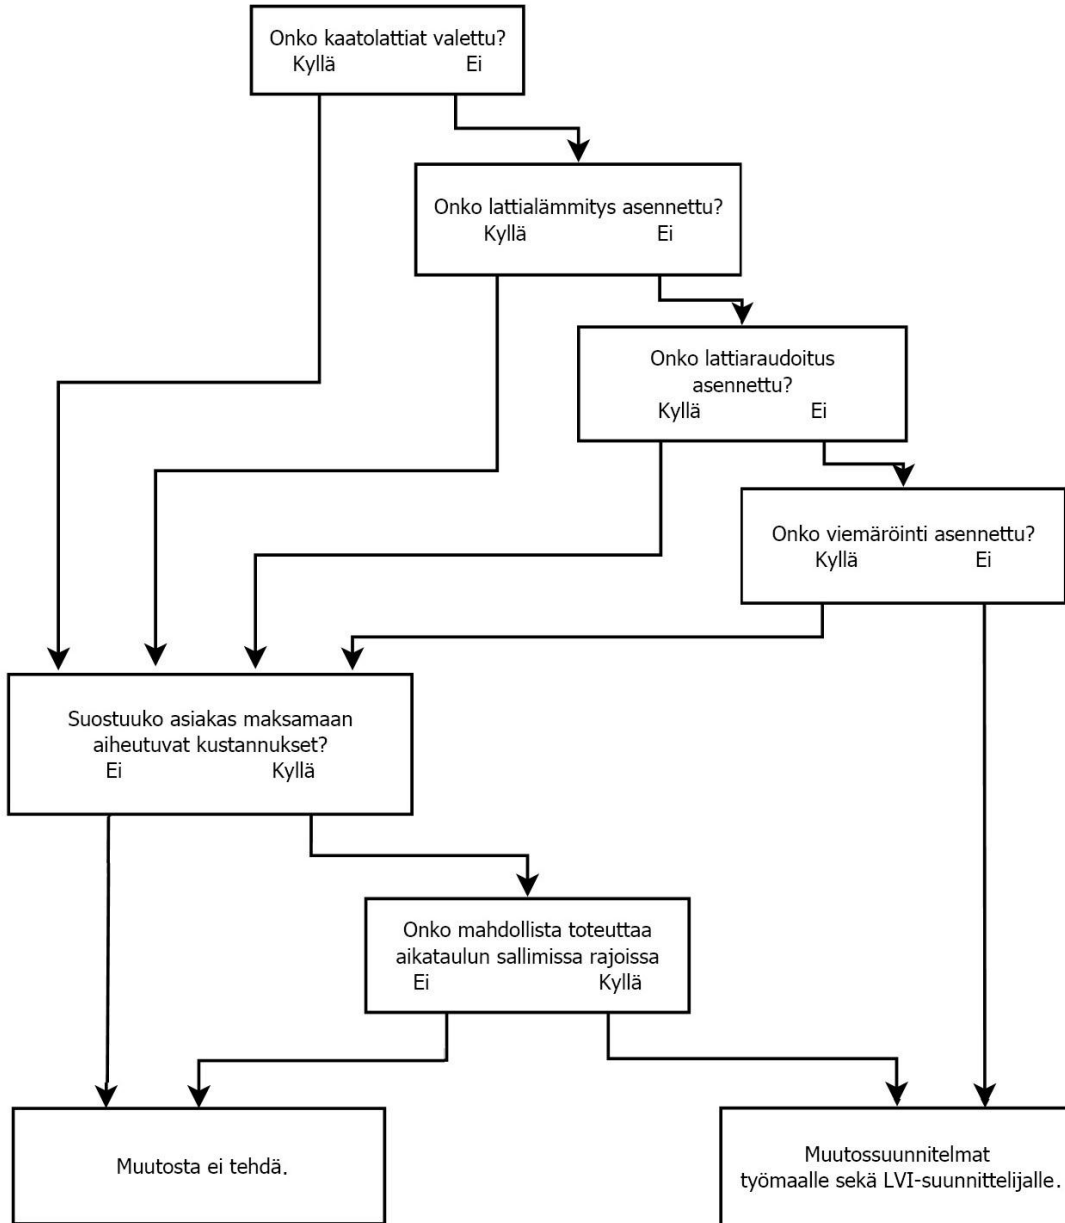 Onko kaatolattiat valettu?
Kyllä Ei
Onko lattialämmitys asennettu?
Kyllä Ei
Onko lattiaraudoitus
asennettu?
Kyllä Ei
Onko viemäröinti asennettu?
Kyllä Ei
Suostuuko asiakas maksamaan
aiheutuvat kustannukset?
Ei Kyllä
Onko mahdollista toteuttaa
aikataulun sallimissa rajoissa
Ei Kyllä
Muutosta ei tehdä.
Muutossuunnitelmat
työmaalle sekä LVI-suunnittelijalle.